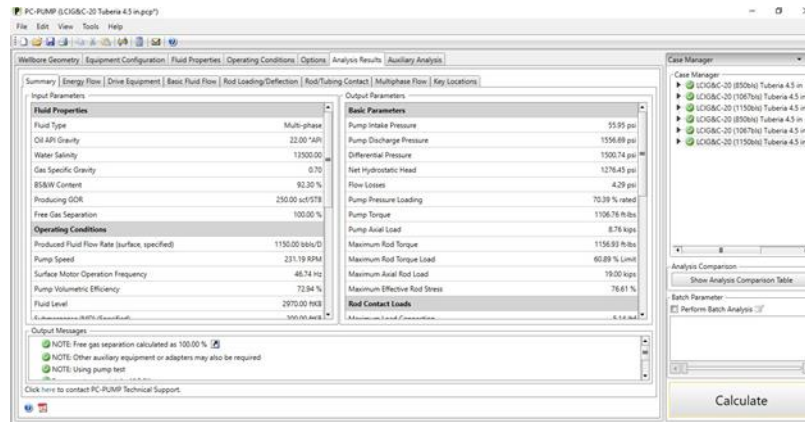 PC-PUMP (LCIG&C-20 Tuberia 4.5 in.pcp*)
File Edit View Tools Help
Wellbore Geometry Equipment Configuration Fluid Properties Operating Conditions Options Analysis Results Auxiliary Analysis
Summary Energy Flow Drive Equipment Basic Fluid Flow Rod Loading/Deflection Rod/Tubing Contact Multiphase Flow Key Locations
Input Parameters
Fluid Properties
Fluid Type Multi-phase
Oil API Gravity 22.00 °API
Water Salinity 13500.00
Gas Specific Gravity 0.70
BS&W Content 92.30 %
Producing GOR 250.00 scf/STB
Free Gas Separation 100.00 %
Operating Conditions
Produced Fluid Flow Rate (surface, specified) 1150.00 bbls/D
Pump Speed 231.19 RPM
Surface Motor Operation Frequency 46.74 Hz
Pump Volumetric Efficiency 72.94 %
Fluid Level 2970.00 ftKB
Output Parameters
Basic Parameters
Pump Intake Pressure 55.95 psi
Pump Discharge Pressure 1556.69 psi
Differential Pressure 1500.74 psi
Net Hydrostatic Head 1276.45 psi
Flow Losses 4.29 psi
Pump Pressure Loading 70.39 % rated
Pump Torque 1106.76 ft·lbs
Pump Axial Load 8.76 kips
Maximum Rod Torque 1156.93 ft·lbs
Maximum Rod Torque Load 60.89 % Limit
Maximum Axial Rod Load 19.00 kips
Maximum Effective Rod Stress 76.61 %
Rod Contact Loads
Output Messages
NOTE: Free gas separation calculated as 100.00 %
NOTE: Other auxiliary equipment or adapters may also be required
NOTE: Using pump test
Click here to contact PC-PUMP Technical Support.
Case Manager
Case Manager
LCIG&C-20 (850bls) Tuberia 4.5 in
LCIG&C-20 (1067bls) Tuberia 4.5 in
LCIG&C-20 (1150bls) Tuberia 4.5 in
LCIG&C-20 (850bls) Tuberia 4.5 in
LCIG&C-20 (1067bls) Tuberia 4.5 in
LCIG&C-20 (1150bls) Tuberia 4.5 in
Analysis Comparison
Show Analysis Comparison Table
Batch Parameter
Perform Batch Analysis
Calculate